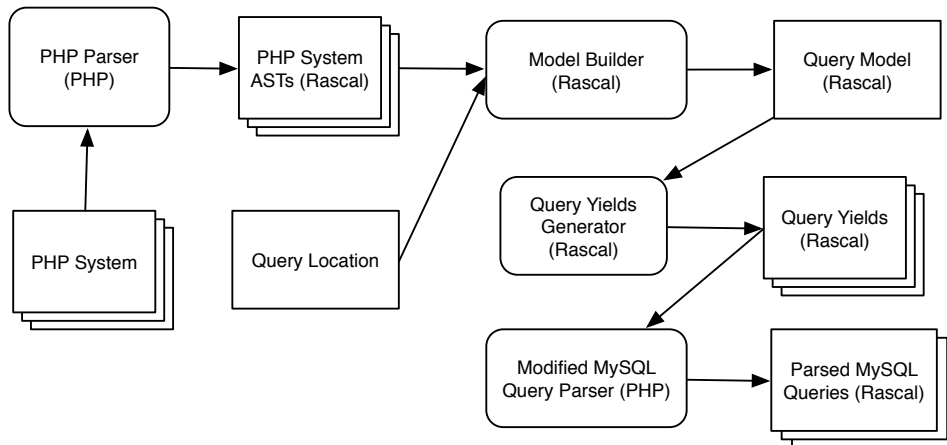 PHP Parser
(PHP)
PHP System
ASTs (Rascal)
Model Builder
(Rascal)
Query Model
(Rascal)
PHP System
Query Location
Query Yields
Generator
(Rascal)
Query Yields
(Rascal)
Modified MySQL
Query Parser (PHP)
Parsed MySQL
Queries (Rascal)